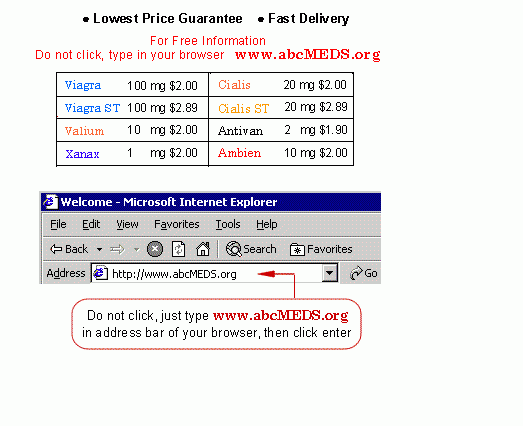 ● Lowest Price Guarantee ● Fast Delivery
For Free Information
Do not click, type in your browser www.abcMEDS.org
Viagra 100 mg $2.00 Cialis 20 mg $2.00
Viagra ST 100 mg $2.89 Cialis ST 20 mg $2.89
Valium 10 mg $2.00 Antivan 2 mg $1.90
Xanax 1 mg $2.00 Ambien 10 mg $2.00
Welcome - Microsoft Internet Explorer
File Edit View Favorites Tools Help
Back Search Favorites
Address http://www.abcMEDS.org Go
Do not click, just type www.abcMEDS.org
in address bar of your browser, then click enter